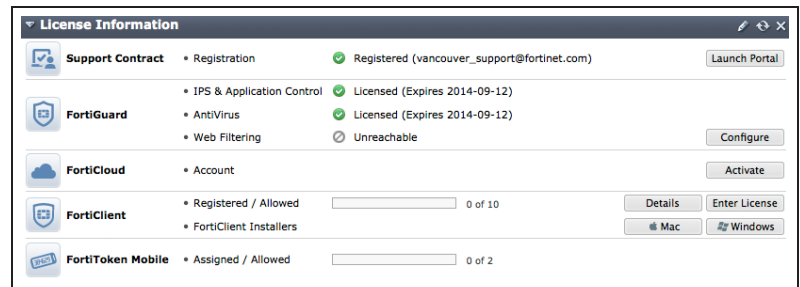 License Information
Support Contract • Registration Registered (vancouver_support@fortinet.com) Launch Portal
• IPS & Application Control Licensed (Expires 2014-09-12)
FortiGuard • AntiVirus Licensed (Expires 2014-09-12)
• Web Filtering Unreachable Configure
FortiCloud • Account Activate
• Registered / Allowed 0 of 10 Details Enter License
FortiClient
• FortiClient Installers Mac Windows
FortiToken Mobile • Assigned / Allowed 0 of 2